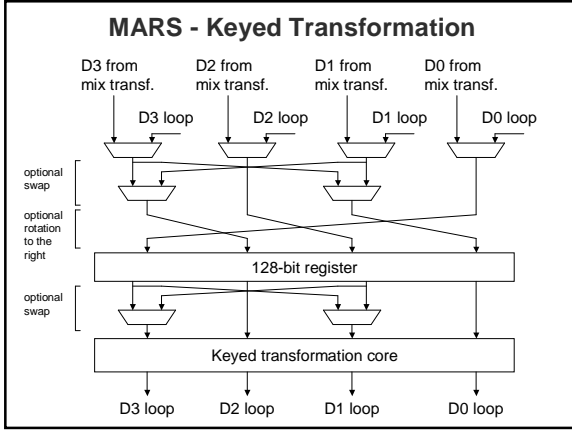 MARS - Keyed Transformation
D3 from
mix transf.
D2 from
mix transf.
D1 from
mix transf.
D0 from
mix transf.
D3 loop
D2 loop
D1 loop
D0 loop
optional
swap
optional
rotation
to the
right
128-bit register
optional
swap
Keyed transformation core
D3 loop
D2 loop
D1 loop
D0 loop